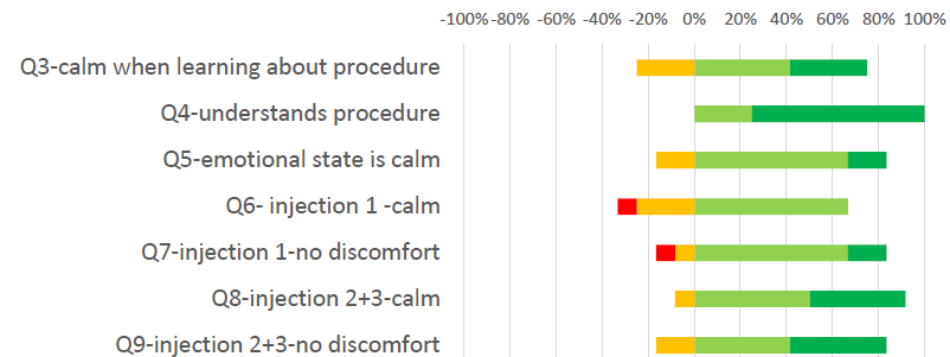 -100% -80% -60% -40% -20% 0% 20% 40% 60% 80% 100%
Q3-calm when learning about procedure
Q4-understands procedure
Q5-emotional state is calm
Q6- injection 1 -calm
Q7-injection 1-no discomfort
Q8-injection 2+3-calm
Q9-injection 2+3-no discomfort